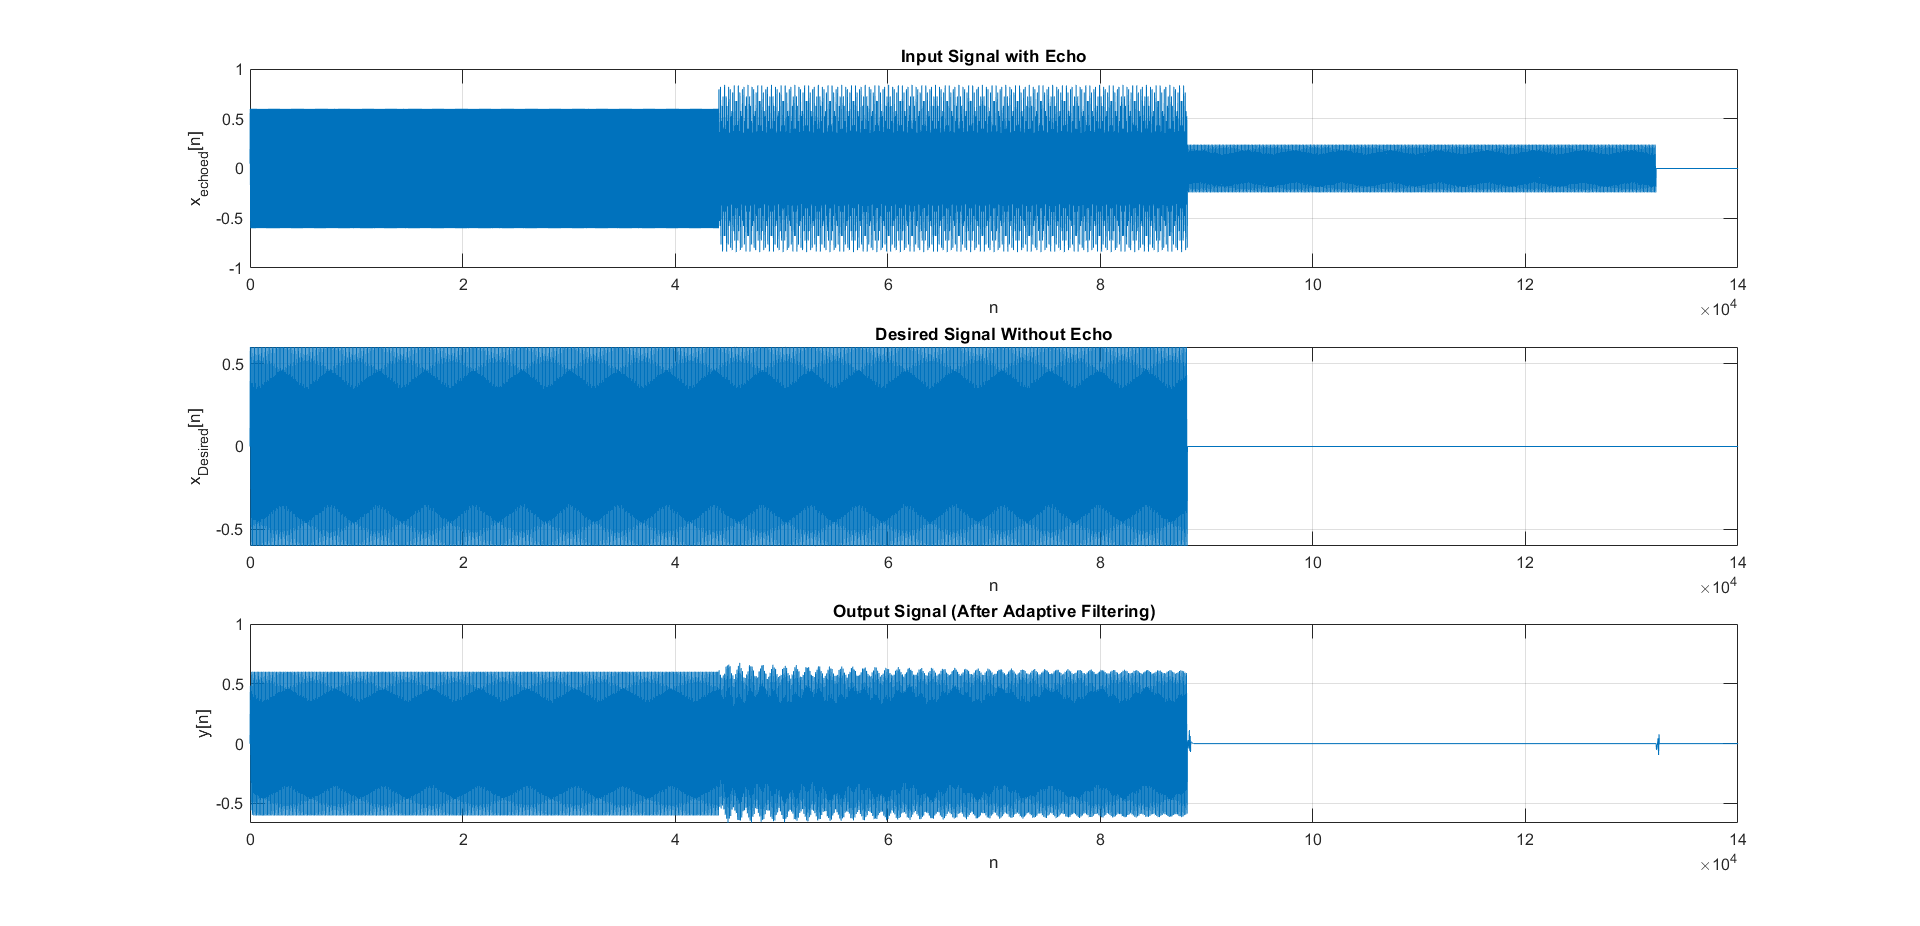 Input Signal with Echo
1
0.5
0
-0.5
-1
x_echoed[n]
0 2 4 6 8 10 12 14
n
×10^4
Desired Signal Without Echo
0.5
0
-0.5
x_Desired[n]
0 2 4 6 8 10 12 14
n
×10^4
Output Signal (After Adaptive Filtering)
1
0.5
0
-0.5
y[n]
0 2 4 6 8 10 12 14
n
×10^4